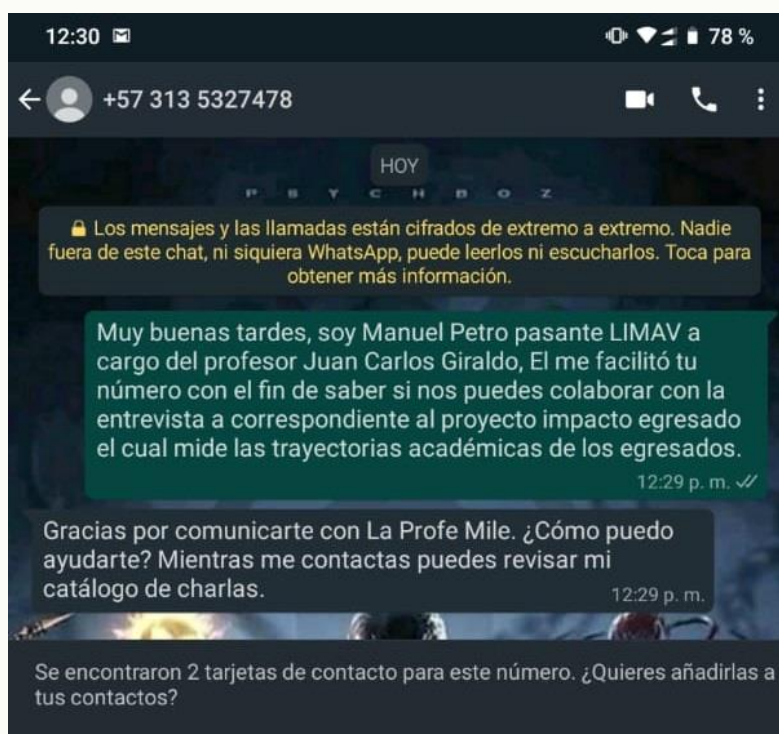 12:30
78 %
+57 313 5327478
HOY
P S Y C H B O Z
Los mensajes y las llamadas están cifrados de extremo a extremo. Nadie
fuera de este chat, ni siquiera WhatsApp, puede leerlos ni escucharlos. Toca para
obtener más información.
Muy buenas tardes, soy Manuel Petro pasante LIMAV a
cargo del profesor Juan Carlos Giraldo, El me facilitó tu
número con el fin de saber si nos puedes colaborar con la
entrevista a correspondiente al proyecto impacto egresado
el cual mide las trayectorias académicas de los egresados.
12:29 p. m.
Gracias por comunicarte con La Profe Mile. ¿Cómo puedo
ayudarte? Mientras me contactas puedes revisar mi
catálogo de charlas.
12:29 p. m.
Se encontraron 2 tarjetas de contacto para este número. ¿Quieres añadirlas a
tus contactos?